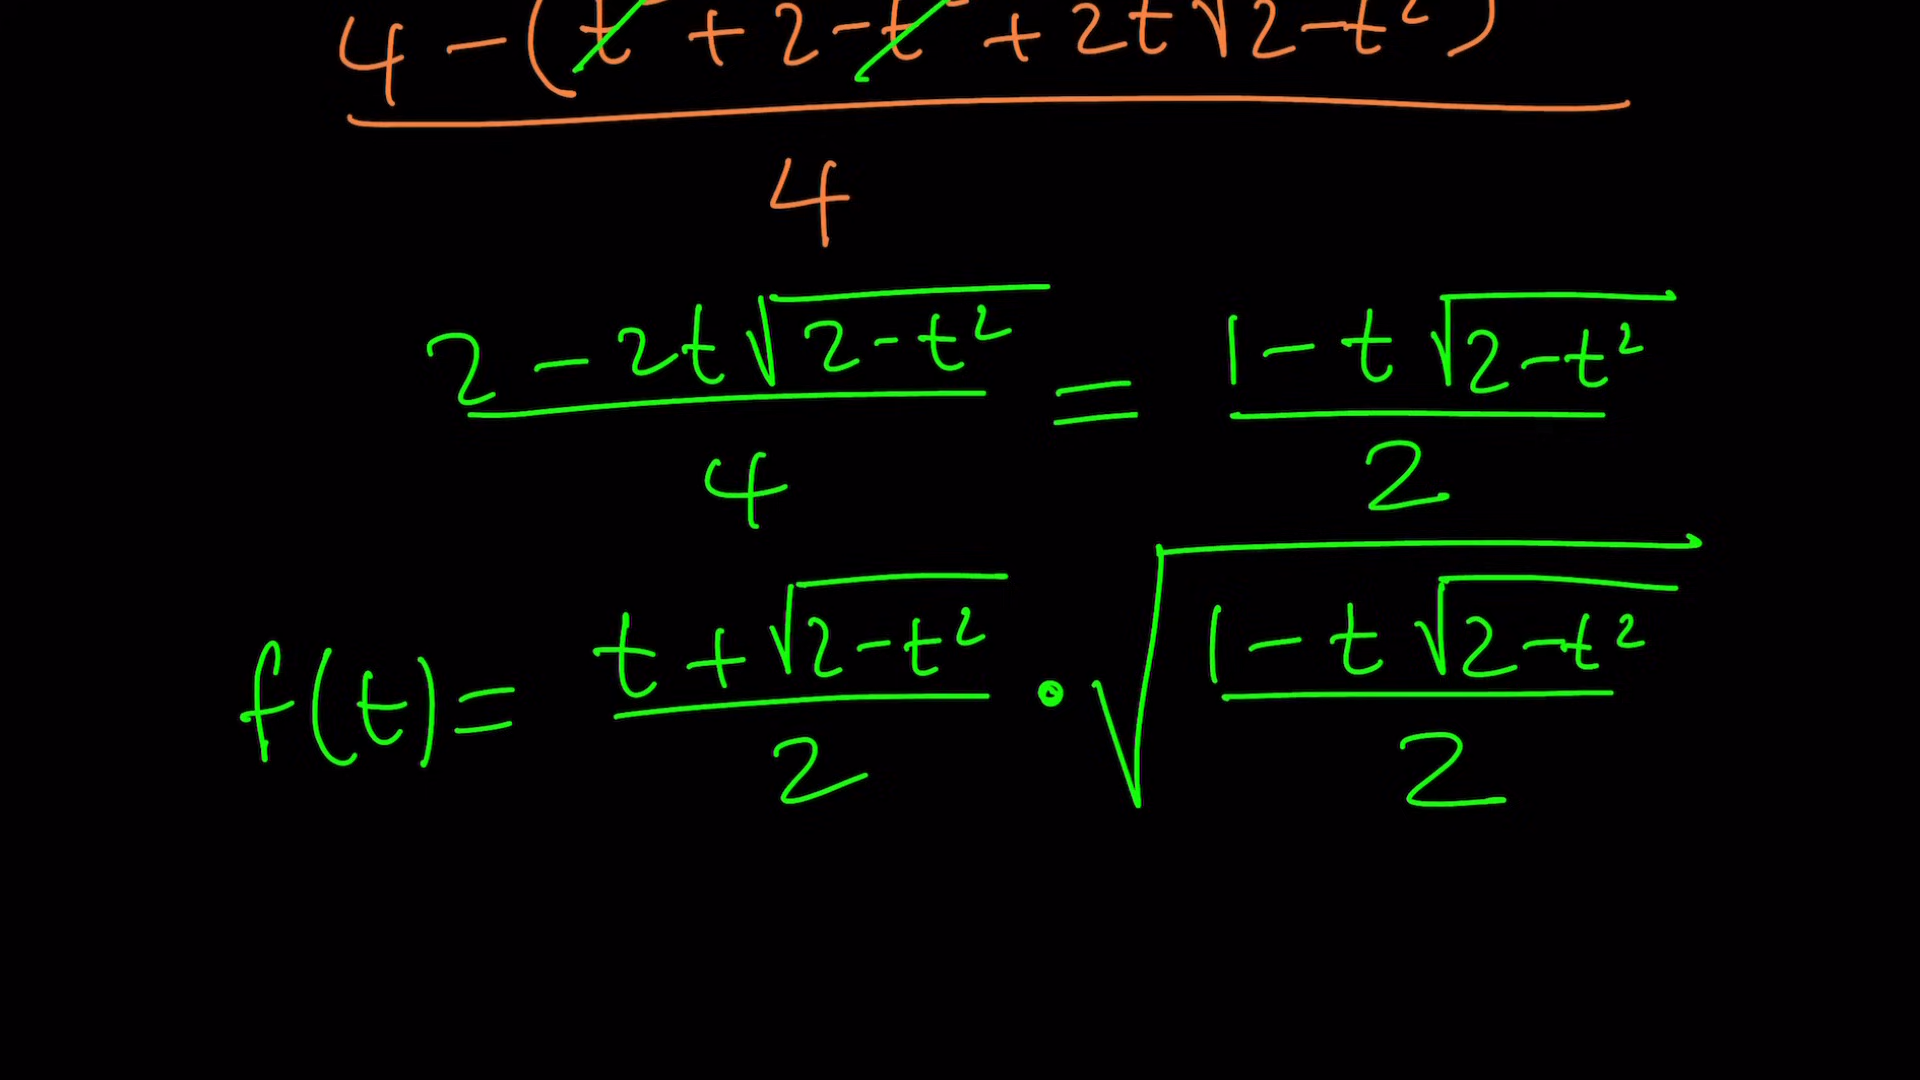 4 - (t² + 2 - t² + 2t√2-t²)
4
2 - 2t√2-t² / 4 = 1 - t√2-t² / 2
f(t) = t + √2-t² / 2 • √1 - t√2-t² / 2